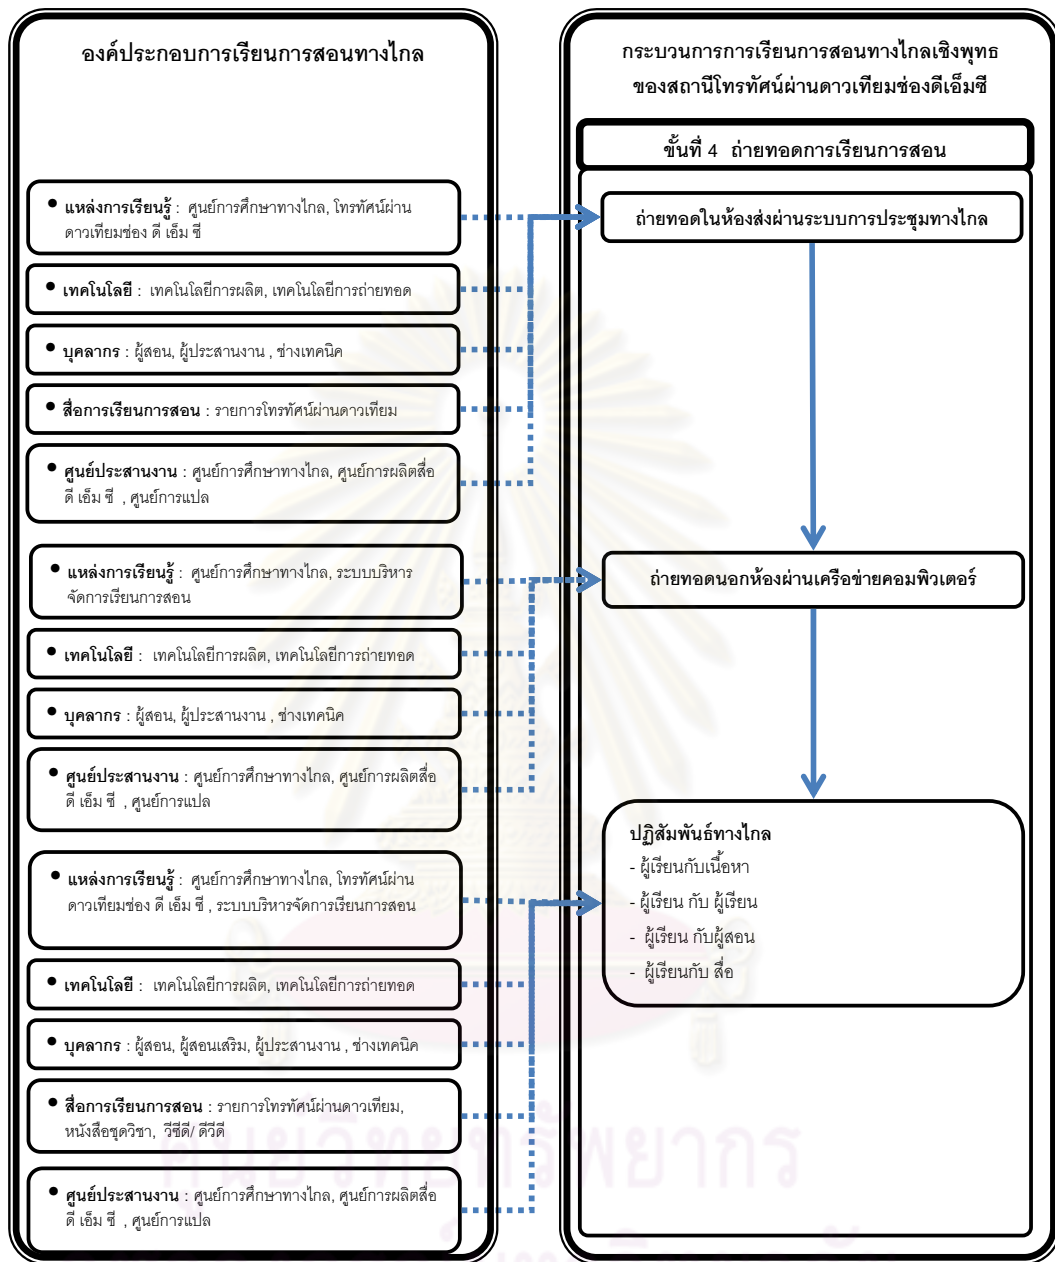 องค์ประกอบการเรียนการสอนทางไกล
• แหล่งการเรียนรู้ : ศูนย์การศึกษาทางไกล, โทรทัศน์ผ่าน
ดาวเทียมช่อง ดี เอ็ม ซี
• เทคโนโลยี : เทคโนโลยีการผลิต, เทคโนโลยีการถ่ายทอด
• บุคลากร : ผู้สอน, ผู้ประสานงาน , ช่างเทคนิค
• สื่อการเรียนการสอน : รายการโทรทัศน์ผ่านดาวเทียม
• ศูนย์ประสานงาน : ศูนย์การศึกษาทางไกล, ศูนย์การผลิตสื่อ
ดี เอ็ม ซี , ศูนย์การแปล
• แหล่งการเรียนรู้ : ศูนย์การศึกษาทางไกล, ระบบบริหาร
จัดการเรียนการสอน
• เทคโนโลยี : เทคโนโลยีการผลิต, เทคโนโลยีการถ่ายทอด
• บุคลากร : ผู้สอน, ผู้ประสานงาน , ช่างเทคนิค
• ศูนย์ประสานงาน : ศูนย์การศึกษาทางไกล, ศูนย์การผลิตสื่อ
ดี เอ็ม ซี , ศูนย์การแปล
• แหล่งการเรียนรู้ : ศูนย์การศึกษาทางไกล, โทรทัศน์ผ่าน
ดาวเทียมช่อง ดี เอ็ม ซี , ระบบบริหารจัดการเรียนการสอน
• เทคโนโลยี : เทคโนโลยีการผลิต, เทคโนโลยีการถ่ายทอด
• บุคลากร : ผู้สอน, ผู้สอนเสริม, ผู้ประสานงาน , ช่างเทคนิค
• สื่อการเรียนการสอน : รายการโทรทัศน์ผ่านดาวเทียม,
หนังสือชุดวิชา, วีซีดี/ ดีวีดี
• ศูนย์ประสานงาน : ศูนย์การศึกษาทางไกล, ศูนย์การผลิตสื่อ
ดี เอ็ม ซี , ศูนย์การแปล
กระบวนการการเรียนการสอนทางไกลเชิงพุทธ
ของสถานีโทรทัศน์ผ่านดาวเทียมช่องดีเอ็มซี
ขั้นที่ 4 ถ่ายทอดการเรียนการสอน
ถ่ายทอดในห้องส่งผ่านระบบการประชุมทางไกล
ถ่ายทอดนอกห้องผ่านเครือข่ายคอมพิวเตอร์
ปฏิสัมพันธ์ทางไกล
- ผู้เรียนกับเนื้อหา
- ผู้เรียน กับ ผู้เรียน
- ผู้เรียน กับผู้สอน
- ผู้เรียนกับ สื่อ
ศูนย์วิทยทรัพยากร